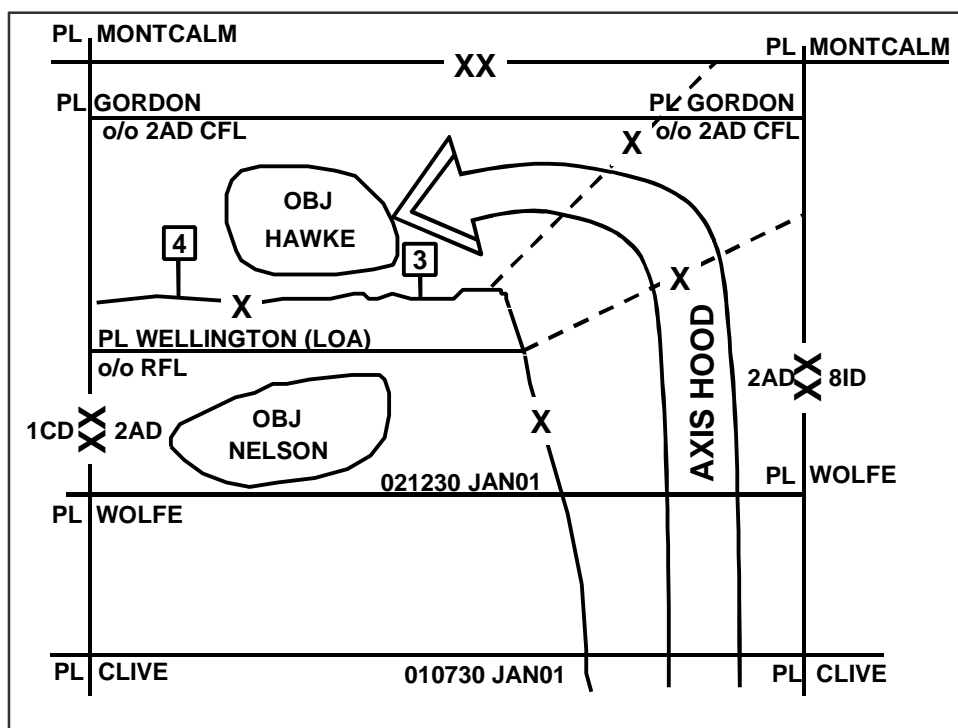 PL MONTCALM
PL MONTCALM
XX
PL GORDON
PL GORDON
o/o 2AD CFL
o/o 2AD CFL
X
OBJ
HAWKE
4
3
X
X
PL WELLINGTON (LOA)
o/o RFL
AXIS HOOD
2AD XX 8ID
1CD XX 2AD
OBJ
NELSON
X
021230 JAN01
PL WOLFE
PL WOLFE
PL CLIVE
010730 JAN01
PL CLIVE